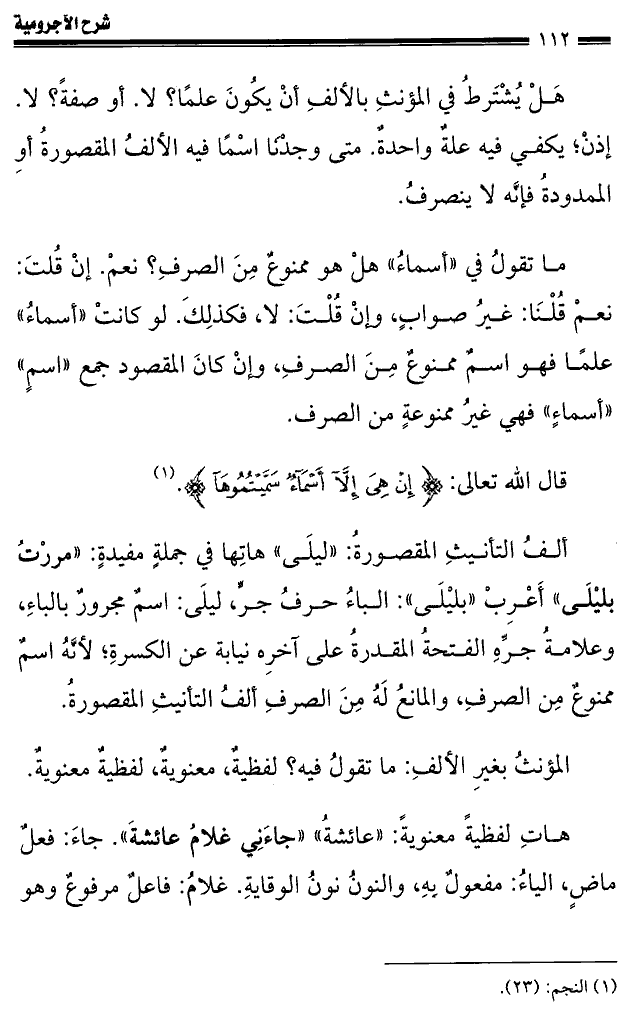 شرح الآجرومية
١١٢
هَلْ يُشْتَرطُ في المؤنثِ بالألفِ أنْ يكُونَ علمًا؟ لا. أو صفةً؟ لا.
إذنْ؛ يكفي فيه علةٌ واحدةٌ. متى وجدْنَا اسْمًا فيه الألفُ المقصورةُ أوِ
الممدودةُ فإنَّه لا ينصرفُ.
ما تقولُ في «أسماءُ» هلْ هو ممنوعٌ مِنَ الصرفِ؟ نعمْ. إنْ قُلتَ:
نعمْ قُلْنَا: غيرُ صوابٍ، وإنْ قُلْتَ: لا، فكذلِكَ. لو كانتْ «أسماءُ»
علمًا فهو اسمٌ ممنوعٌ مِنَ الصرفِ، وإنْ كانَ المقصود جمع «اسمٍ»
«أسماءٍ» فهي غيرُ ممنوعةٍ من الصرف.
قال الله تعالى: ﴿ إِنْ هِىَ إِلَّآ أَسْمَآءٌ سَمَّيْتُمُوهَآ ﴾.(١)
ألفُ التأنيثِ المقصورةُ: «ليلَى» هاتِها في جملةٍ مفيدةٍ: «مررْتُ
بليْلَى» أَعْرِبْ «بليْلَى»: الباءُ حرفُ جرٍّ، ليلَى: اسمٌ مجرورٌ بالباءِ،
وعلامةُ جرِّهِ الفتحةُ المقدرةُ على آخرِه نيابة عن الكسرةِ؛ لأنَّهُ اسمٌ
ممنوعٌ مِن الصرفِ، والمانعُ لَهُ مِنَ الصرفِ ألفُ التأنيثِ المقصورةُ.
المؤنثُ بغيرِ الألفِ: ما تقولُ فيه؟ لفظيةٌ، معنويةٌ، لفظيةٌ معنويةٌ.
هاتِ لفظيةً معنويةً: «عائشةُ» «جاءَنِي غلامُ عائشةَ». جاءَ: فعلٌ
ماضٍ، الياءُ: مفعولٌ بِهِ، والنونُ نونُ الوقايةِ. غلامُ: فاعلٌ مرفوعٌ وهو
(١) النجم: (٢٣).